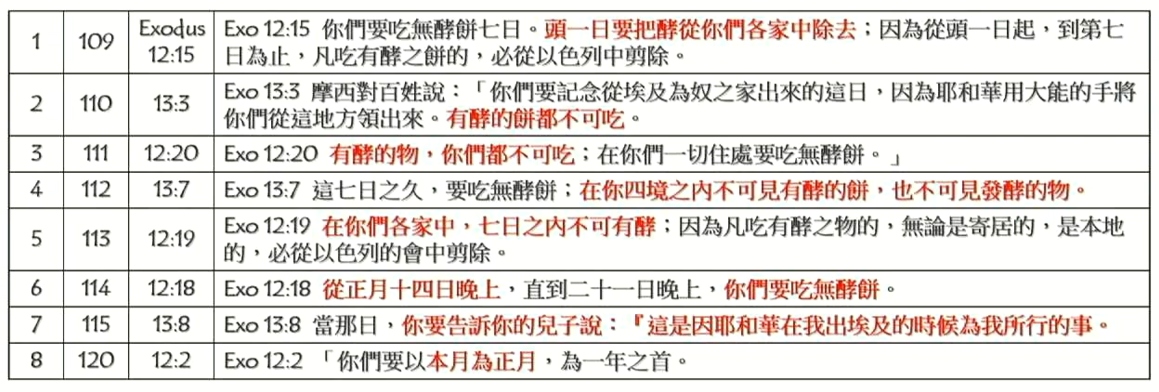 1 109 Exodus 12:15 Exo 12:15 你們要吃無酵餅七日。頭一日要把酵從你們各家中除去；因為從頭一日起，到第七
日為止，凡吃有酵之餅的，必從以色列中剪除。
2 110 13:3 Exo 13:3 摩西對百姓說：「你們要記念從埃及為奴之家出來的這日，因為耶和華用大能的手將
你們從這地方領出來。有酵的餅都不可吃。
3 111 12:20 Exo 12:20 有酵的物，你們都不可吃；在你們一切住處要吃無酵餅。」
4 112 13:7 Exo 13:7 這七日之久，要吃無酵餅；在你四境之內不可見有酵的餅，也不可見發酵的物。
5 113 12:19 Exo 12:19 在你們各家中，七日之內不可有酵；因為凡吃有酵之物的，無論是寄居的，是本地
的，必從以色列的會中剪除。
6 114 12:18 Exo 12:18 從正月十四日晚上，直到二十一日晚上，你們要吃無酵餅。
7 115 13:8 Exo 13:8 當那日，你要告訴你的兒子說：『這是因耶和華在我出埃及的時候為我所行的事。
8 120 12:2 Exo 12:2 「你們要以本月為正月，為一年之首。